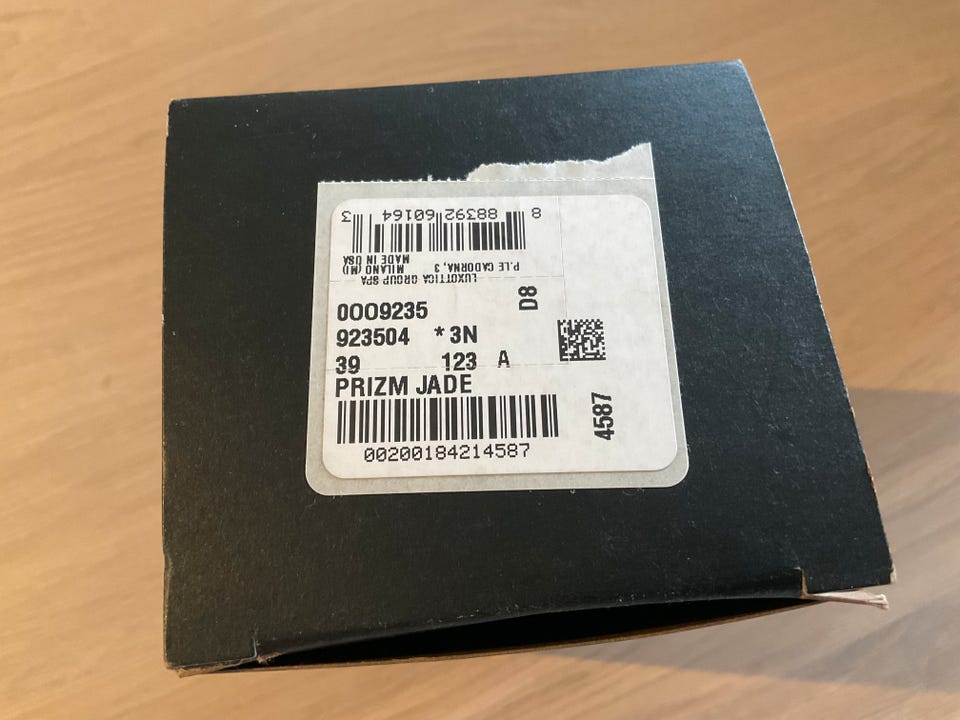 8 88392 60164 3
LUXOTTICA GROUP SPA
P.LE CADORNA, 3 MILANO (MI)
MADE IN USA
D8
0OO9235
923504 * 3N
39 123 A
PRIZM JADE
4587
00200184214587